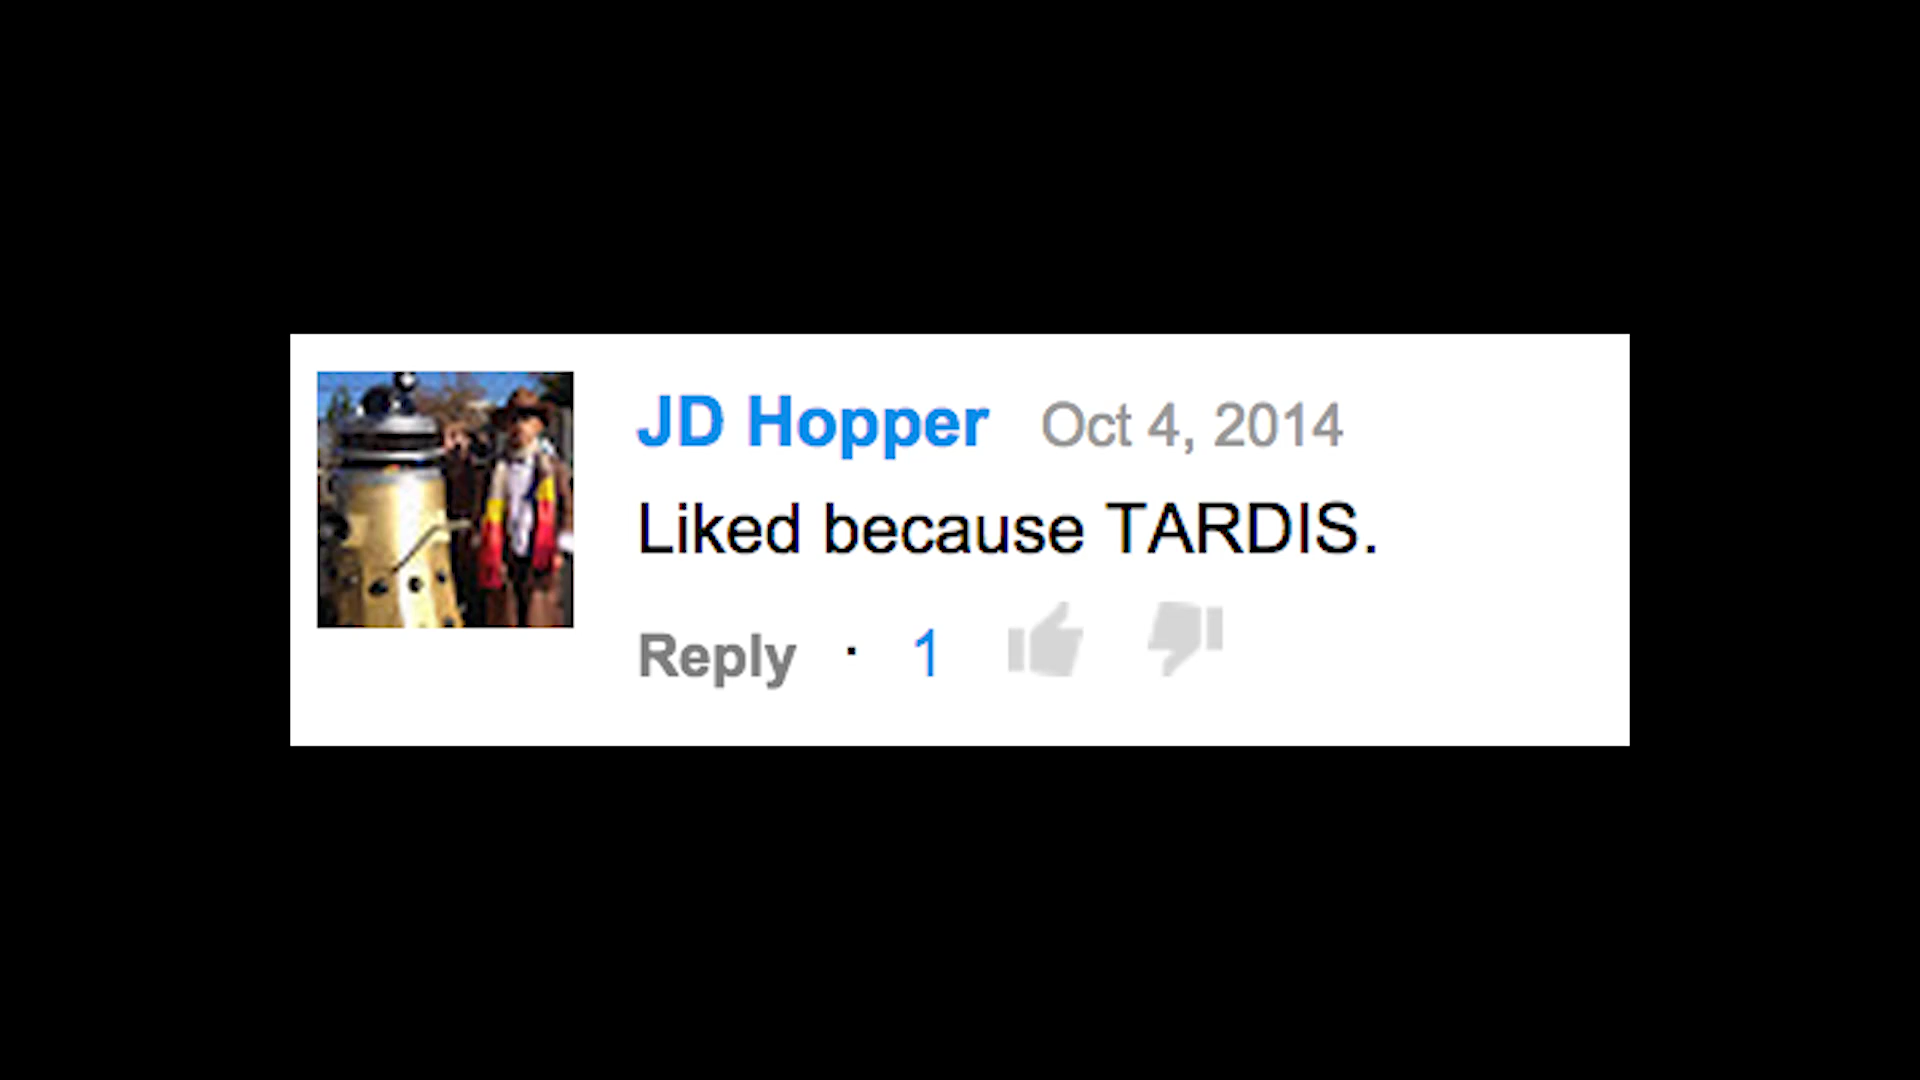 JD Hopper Oct 4, 2014
Liked because TARDIS.
Reply · 1